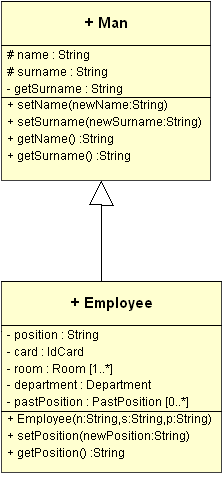 + Man
# name : String
# surname : String
- getSurname : String
+ setName(newName:String)
+ setSurname(newSurname:String)
+ getName() :String
+ getSurname() :String
+ Employee
- position : String
- card : IdCard
- room : Room [1..*]
- department : Department
- pastPosition : PastPosition [0..*]
+ Employee(n:String,s:String,p:String)
+ setPosition(newPosition:String)
+ getPosition() :String